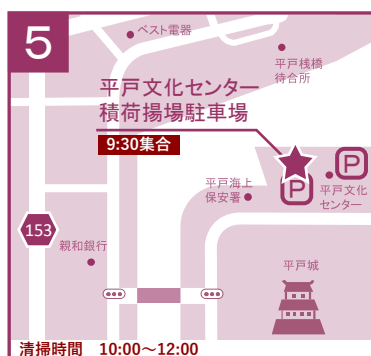 5
ベスト電器
平戸桟橋
待合所
平戸文化センター
積荷揚場駐車場
9:30集合
P
P
平戸海上
保安署
平戸文化
センター
153
親和銀行
平戸城
清掃時間 10:00〜12:00